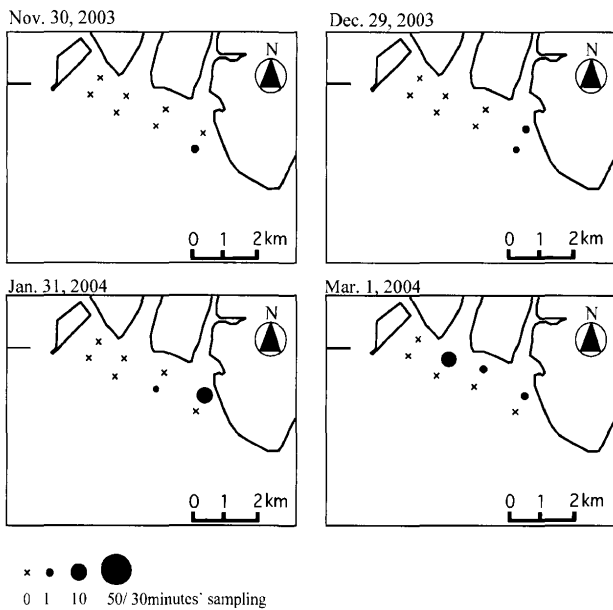 Nov. 30, 2003
Dec. 29, 2003
N
N
0 1 2km
0 1 2km
Jan. 31, 2004
Mar. 1, 2004
N
N
0 1 2km
0 1 2km
0 1 10 50/ 30minutes' sampling